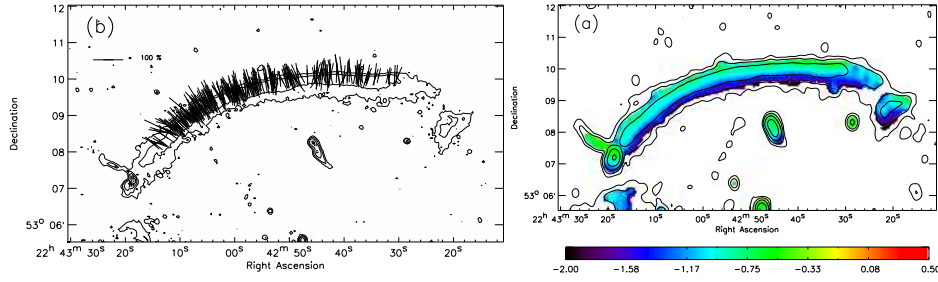 (b)
100 %
12
11
10
09
08
07
53° 06'
Declination
22ʰ 43ᵐ 30ˢ 20ˢ 10ˢ 00ˢ 42ᵐ 50ˢ 40ˢ 30ˢ 20ˢ
Right Ascension
(a)
12
11
10
09
08
07
53° 06'
Declination
22ʰ 43ᵐ 30ˢ 20ˢ 10ˢ 00ˢ 42ᵐ 50ˢ 40ˢ 30ˢ 20ˢ
Right Ascension
−2.00 −1.58 −1.17 −0.75 −0.33 0.08 0.50